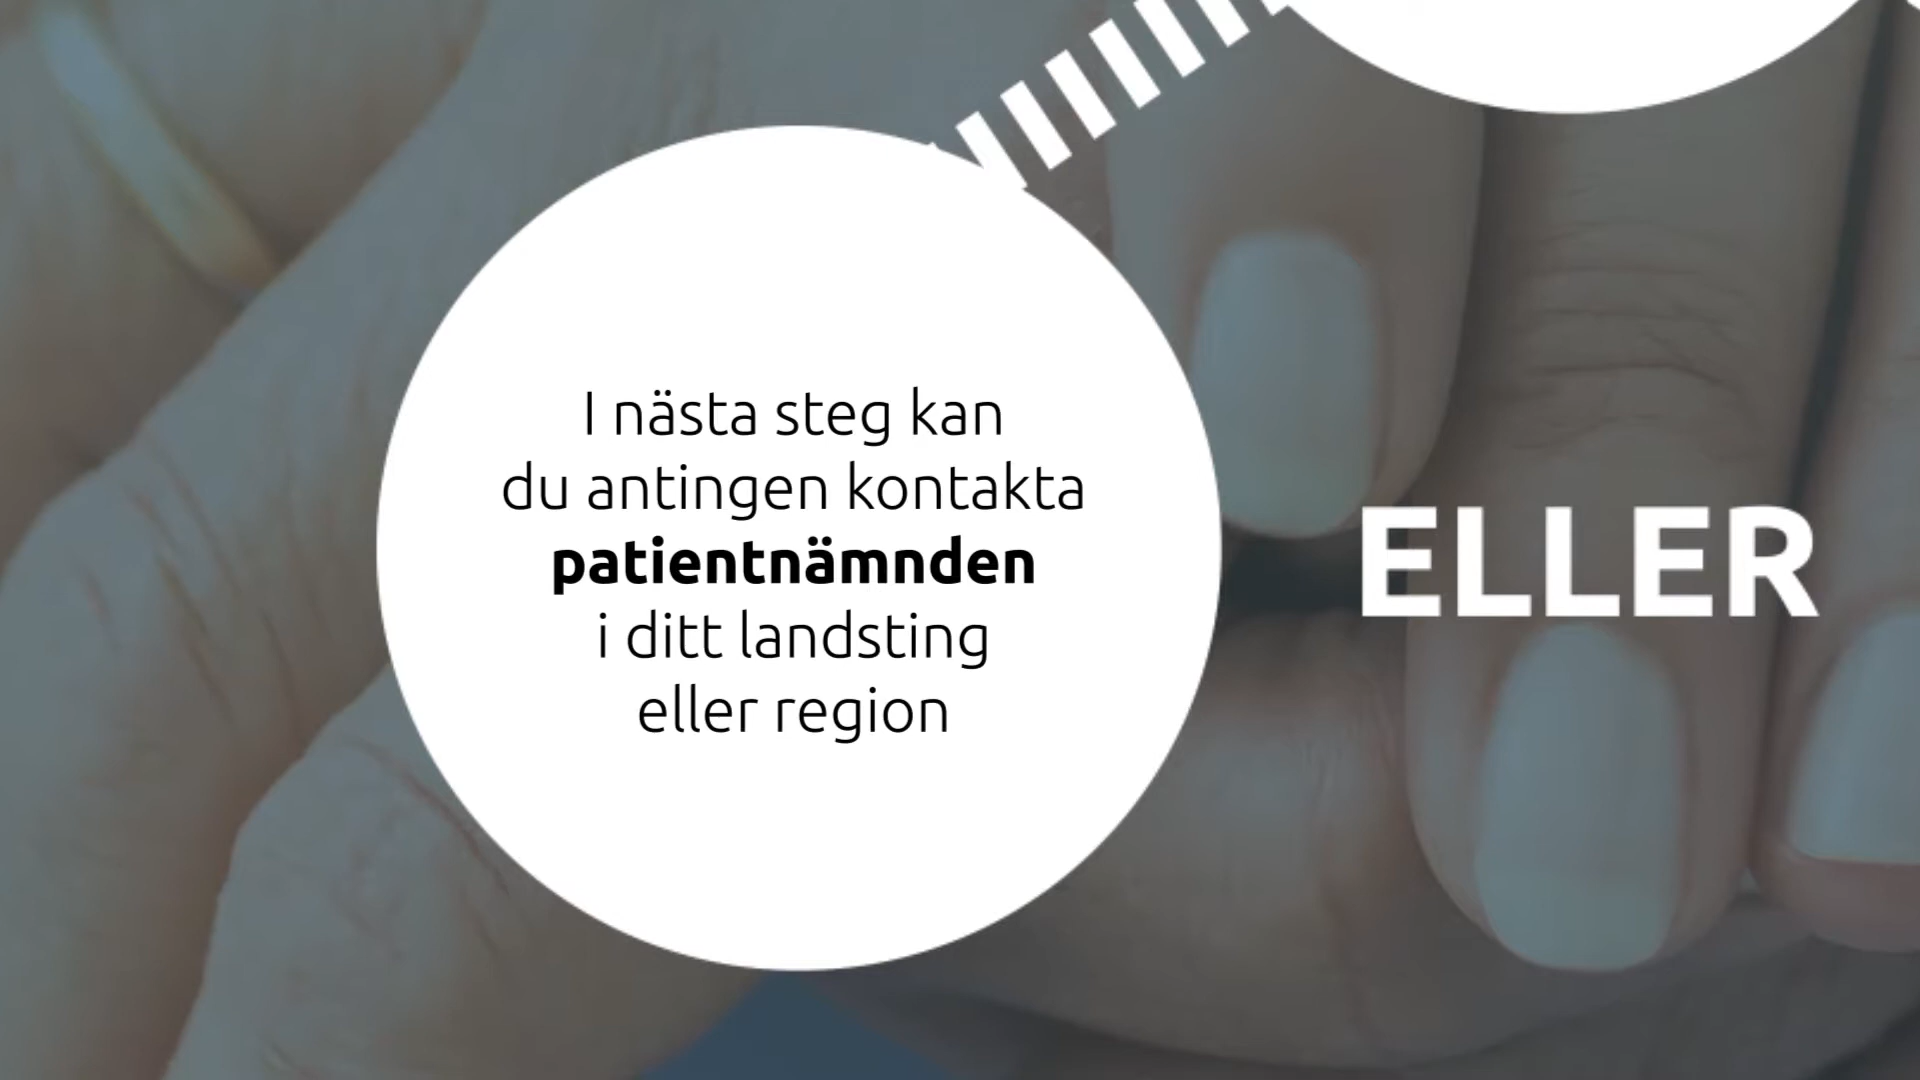 I nästa steg kan
du antingen kontakta
patientnämnden
i ditt landsting
eller region
ELLER